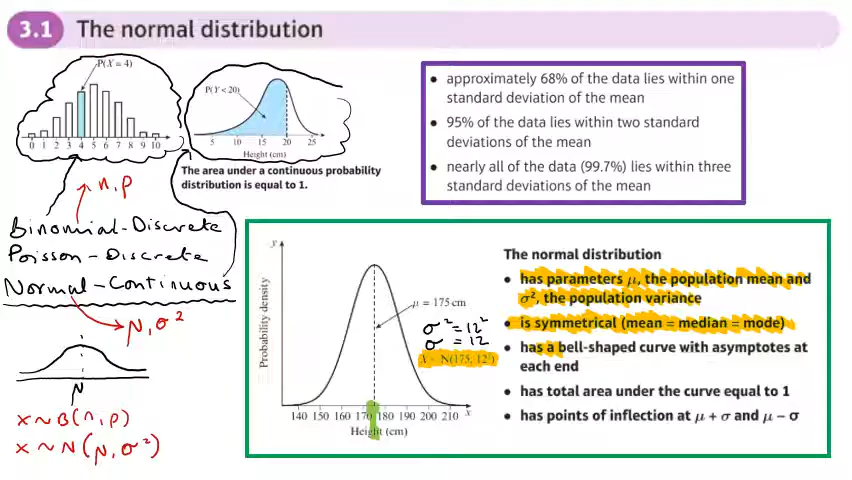 3.1 The normal distribution
P(X = 4)
0 1 2 3 4 5 6 7 8 9 10
P(Y < 20)
5 10 15 20 25
Height (cm)
The area under a continuous probability
distribution is equal to 1.
n, p
Binomial - Discrete
Poisson - Discrete
Normal - Continuous
N, σ²
N
X ~ B(n, p)
X ~ N(N, σ²)
• approximately 68% of the data lies within one
standard deviation of the mean
• 95% of the data lies within two standard
deviations of the mean
• nearly all of the data (99.7%) lies within three
standard deviations of the mean
y
Probability density
μ = 175 cm
σ² = 12²
σ = 12
X ~ N(175, 12²)
140 150 160 170 180 190 200 210 x
Height (cm)
The normal distribution
• has parameters μ, the population mean and
σ², the population variance
• is symmetrical (mean = median = mode)
• has a bell-shaped curve with asymptotes at
each end
• has total area under the curve equal to 1
• has points of inflection at μ + σ and μ − σ